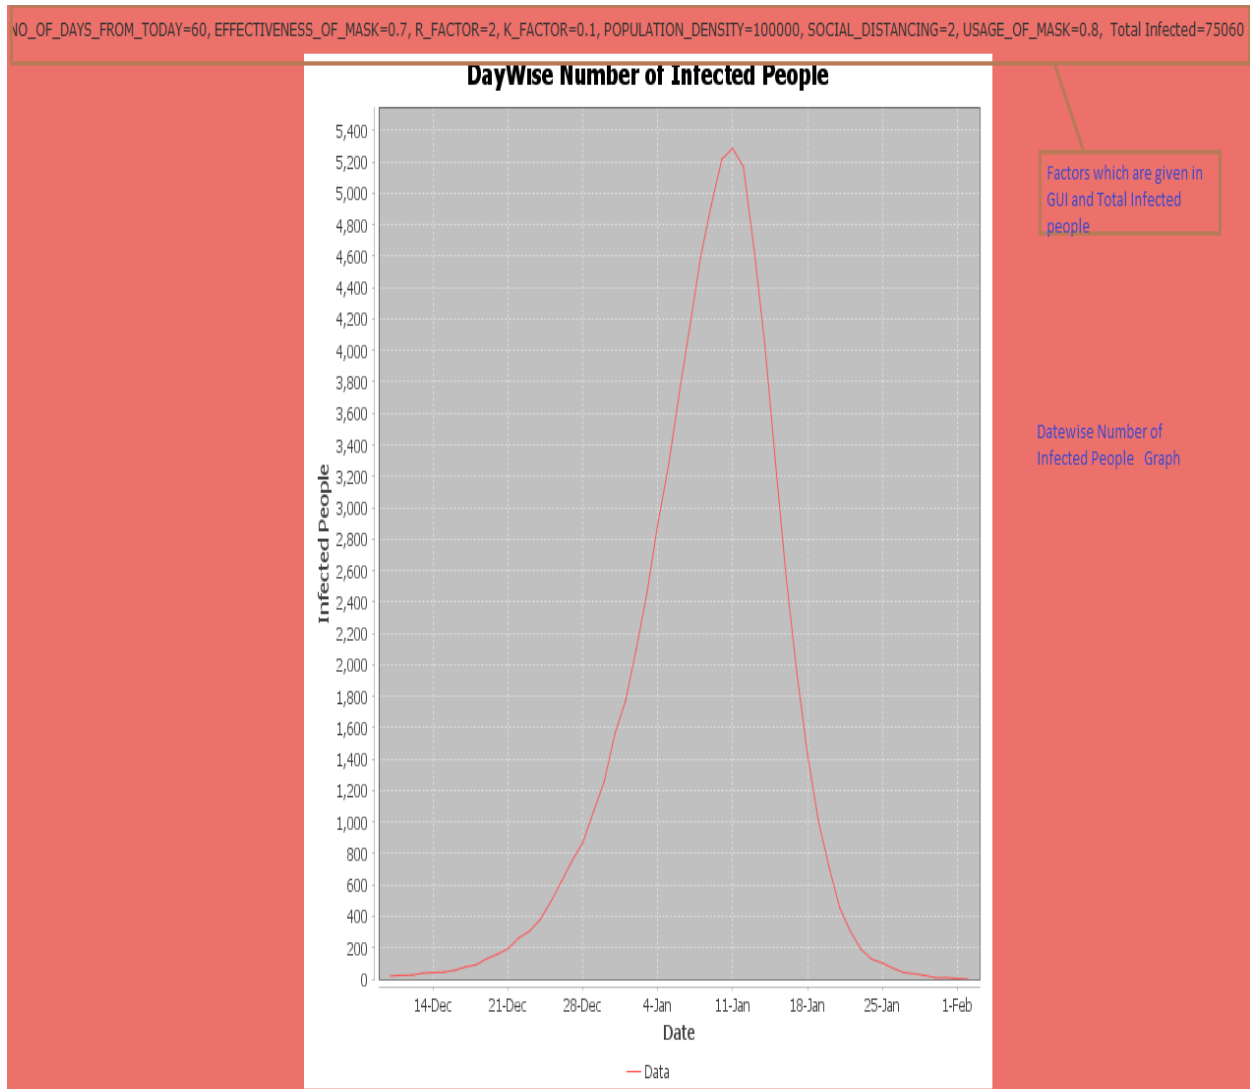 NO_OF_DAYS_FROM_TODAY=60, EFFECTIVENESS_OF_MASK=0.7, R_FACTOR=2, K_FACTOR=0.1, POPULATION_DENSITY=100000, SOCIAL_DISTANCING=2, USAGE_OF_MASK=0.8, Total Infected=75060
DayWise Number of Infected People
Factors which are given in
GUI and Total Infected
people
Datewise Number of
Infected People Graph
Infected People
5,400
5,200
5,000
4,800
4,600
4,400
4,200
4,000
3,800
3,600
3,400
3,200
3,000
2,800
2,600
2,400
2,200
2,000
1,800
1,600
1,400
1,200
1,000
800
600
400
200
0
14-Dec 21-Dec 28-Dec 4-Jan 11-Jan 18-Jan 25-Jan 1-Feb
Date
Data